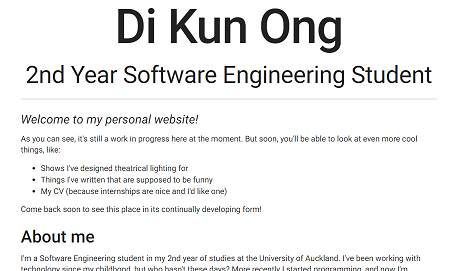 Di Kun Ong
2nd Year Software Engineering Student
Welcome to my personal website!
As you can see, it's still a work in progress here at the moment. But soon, you'll be able to look at even more cool
things, like:
• Shows I've designed theatrical lighting for
• Things I've written that are supposed to be funny
• My CV (because internships are nice and I'd like one)
Come back soon to see this place in its continually developing form!
About me
I'm a Software Engineering student in my 2nd year of studies at the University of Auckland. I've been working with
technology since my childhood, but who hasn't these days? More recently I started programming, and now I'm